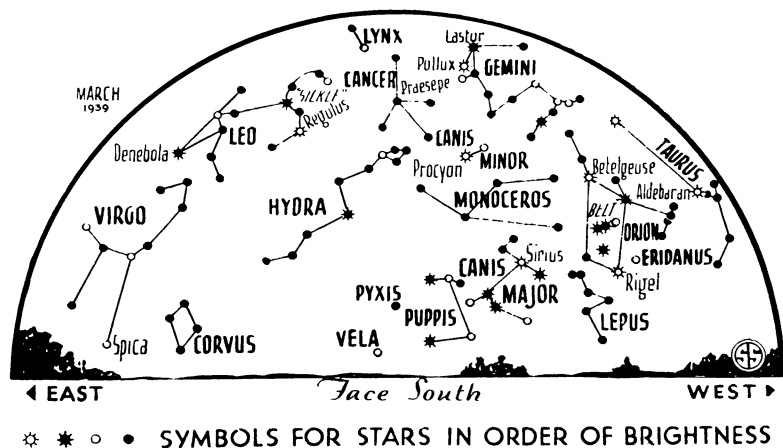 LYNX
Lastur
Pollux
GEMINI
CANCER
Praesepe
MARCH
1939
"SICKLE"
Regulus
LEO
CANIS
MINOR
Procyon
Denebola
TAURUS
Betelgeuse
Aldebaran
HYDRA
MONOCEROS
VIRGO
BELT
ORION
ERIDANUS
CANIS
MAJOR
Sirius
Rigel
PYXIS
PUPPIS
LEPUS
Spica
CORVUS
VELA
SS
EAST
Face South
WEST
SYMBOLS FOR STARS IN ORDER OF BRIGHTNESS